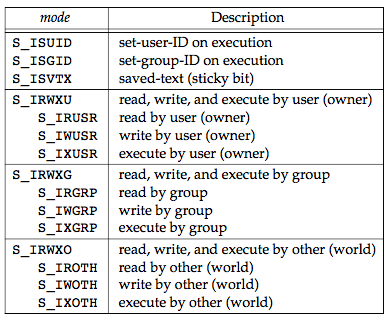 mode Description
S_ISUID set-user-ID on execution
S_ISGID set-group-ID on execution
S_ISVTX saved-text (sticky bit)
S_IRWXU read, write, and execute by user (owner)
S_IRUSR read by user (owner)
S_IWUSR write by user (owner)
S_IXUSR execute by user (owner)
S_IRWXG read, write, and execute by group
S_IRGRP read by group
S_IWGRP write by group
S_IXGRP execute by group
S_IRWXO read, write, and execute by other (world)
S_IROTH read by other (world)
S_IWOTH write by other (world)
S_IXOTH execute by other (world)